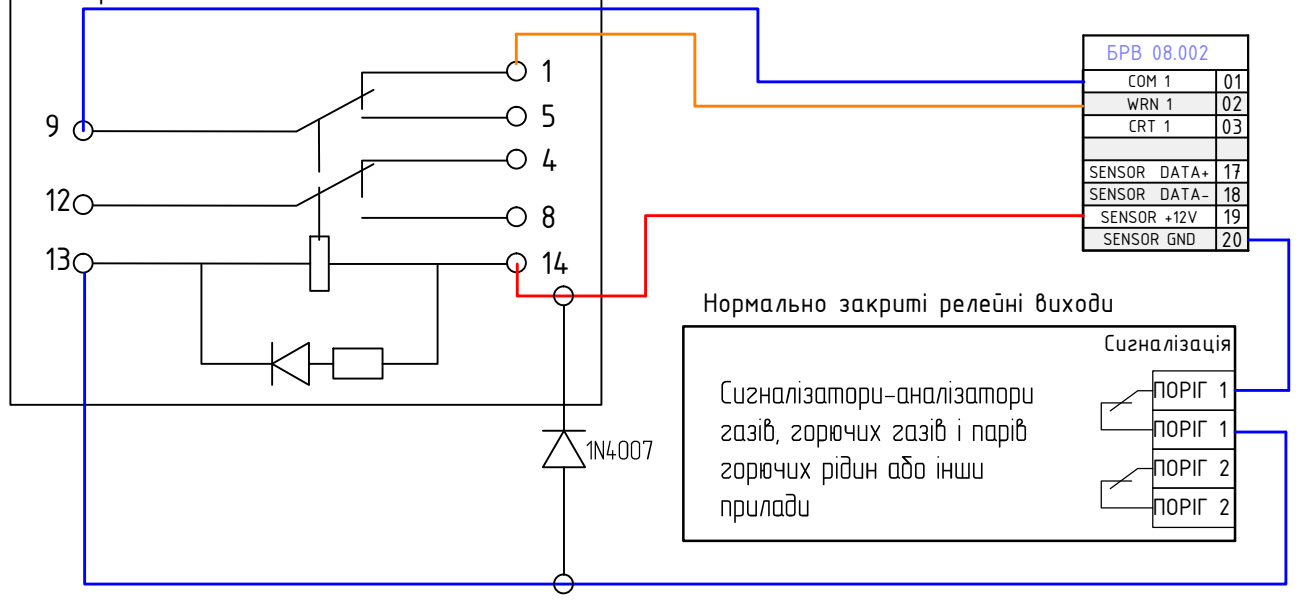 1
5
9
4
12
8
13
14
1N4007
БРВ 08.002
COM 1 01
WRN 1 02
CRT 1 03
SENSOR DATA+ 17
SENSOR DATA- 18
SENSOR +12V 19
SENSOR GND 20
Нормально закриті релейні виходи
Сигналізація
Сигналізатори-аналізатори
газів, горючих газів і парів
горючих рідин або інши
прилади
ПОРІГ 1
ПОРІГ 1
ПОРІГ 2
ПОРІГ 2